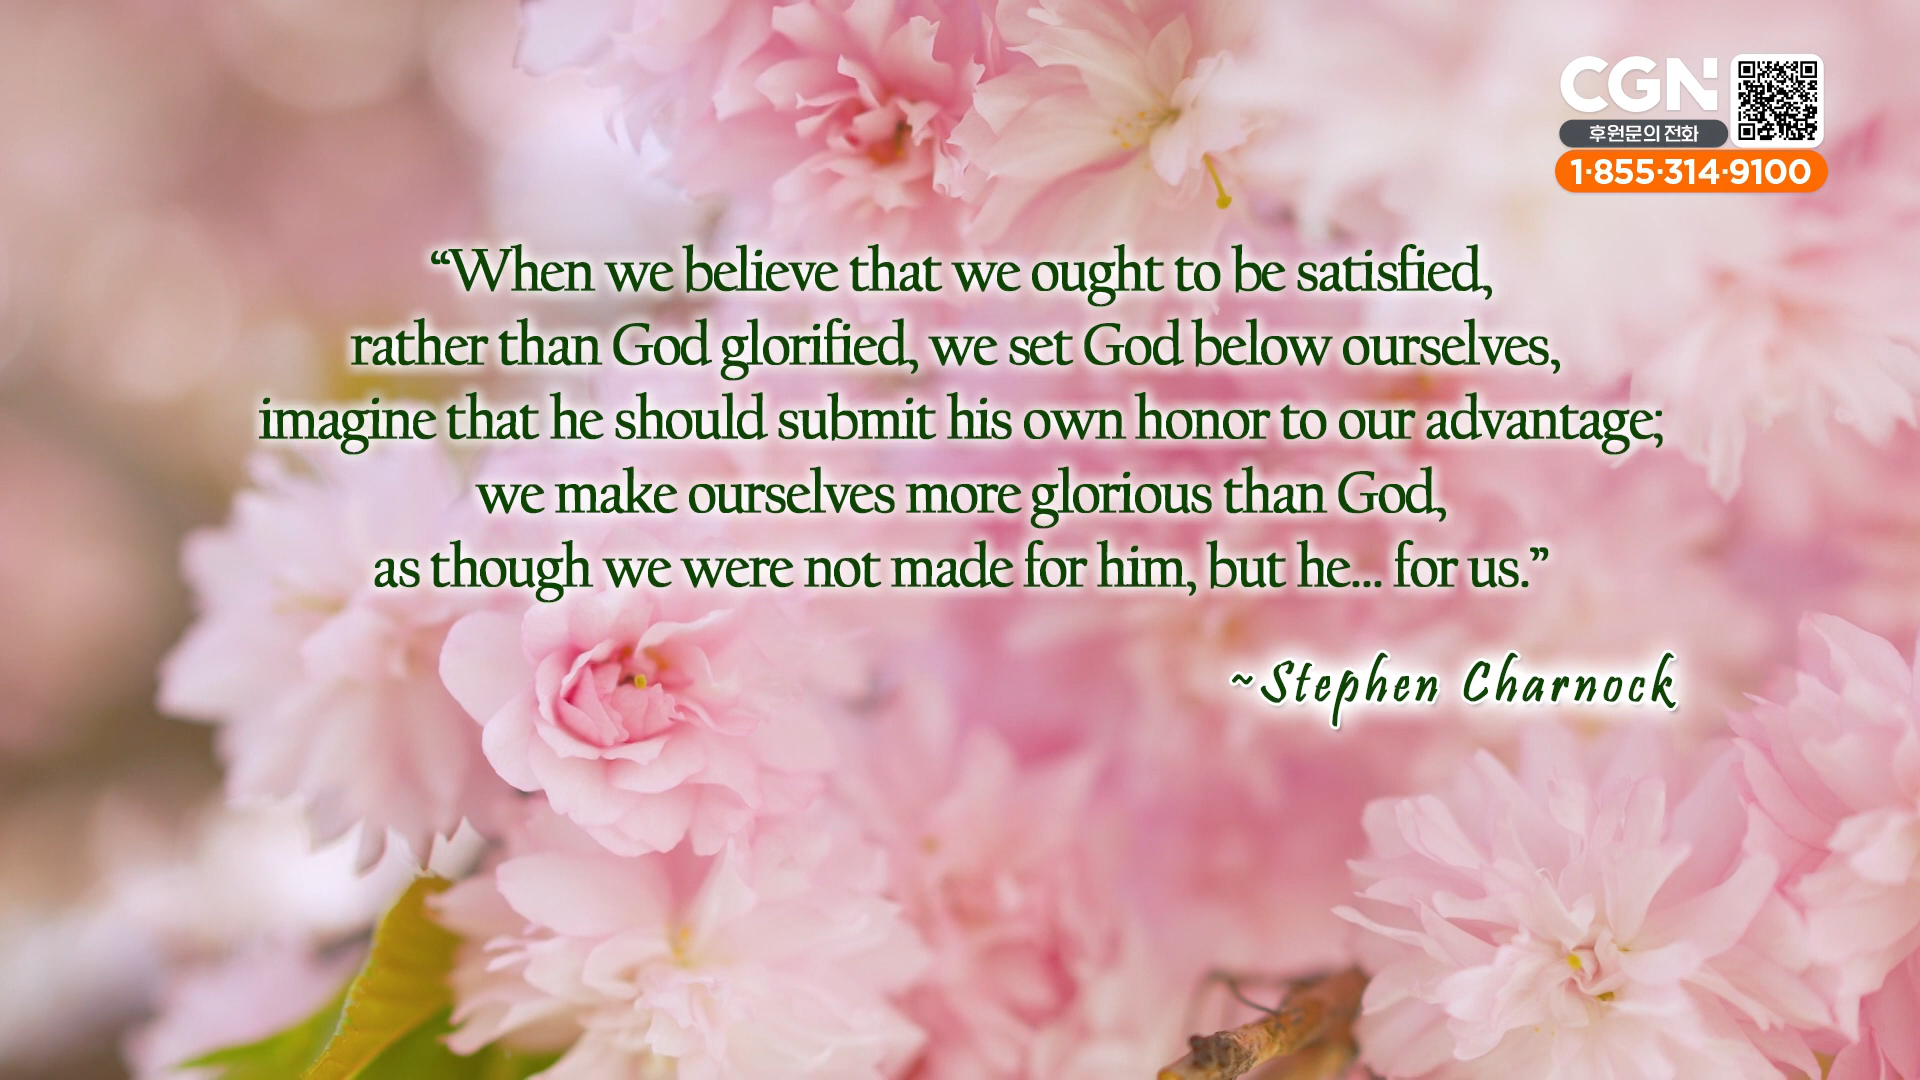 CGN
후원문의 전화
1·855·314·9100
“When we believe that we ought to be satisfied,
rather than God glorified, we set God below ourselves,
imagine that he should submit his own honor to our advantage;
we make ourselves more glorious than God,
as though we were not made for him, but he... for us.”
~Stephen Charnock